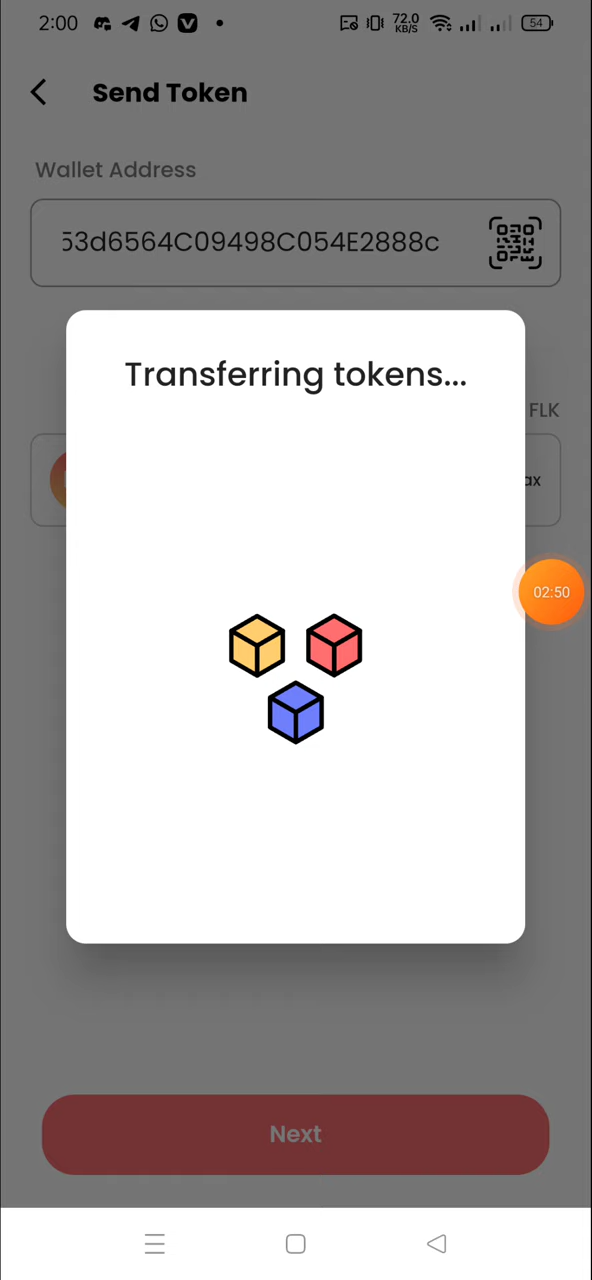 2:00 72.0 KB/S 54
Send Token
Wallet Address
53d6564C09498C054E2888c
Transferring tokens...
FLK
ax
02:50
Next